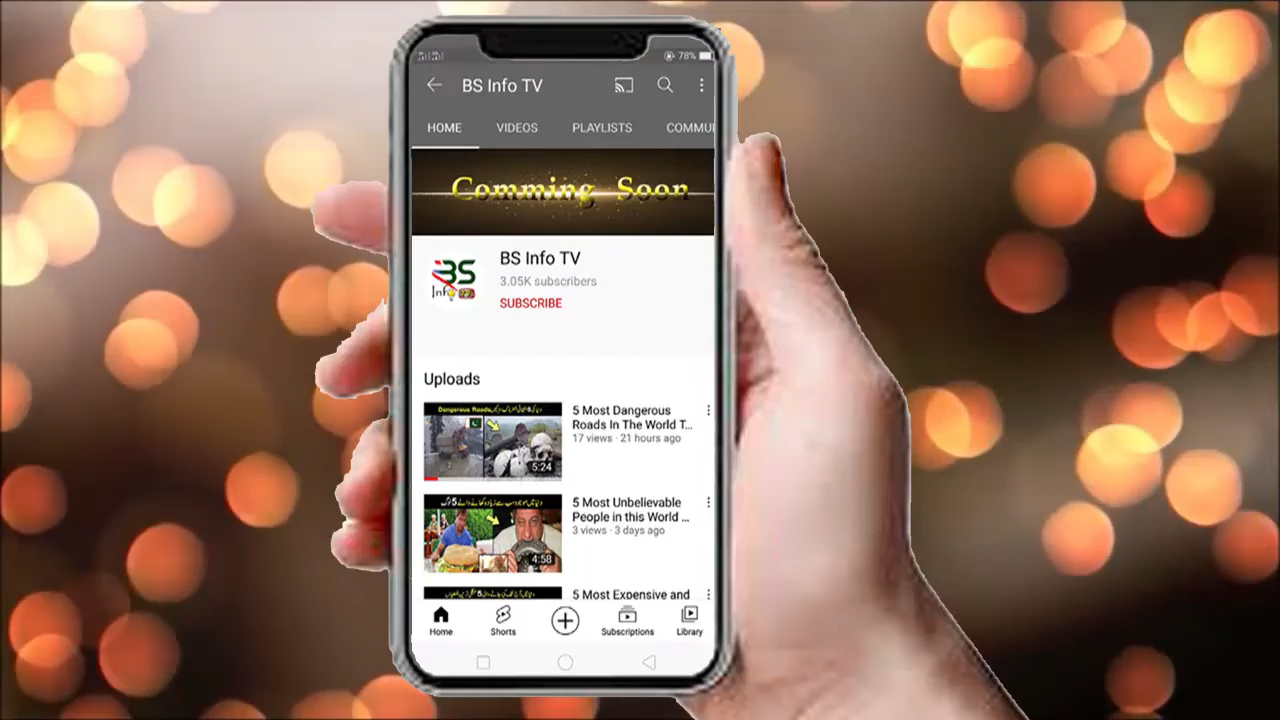 78%
BS Info TV
HOME VIDEOS PLAYLISTS COMMU
Comming Soon
BS
Info
BS Info TV
3.05K subscribers
SUBSCRIBE
Uploads
Dangerous Roads
5 Most Dangerous
Roads In The World T...
17 views · 21 hours ago
5:24
5 Most Unbelievable
People in this World ...
3 views · 3 days ago
4:58
5 Most Expensive and
Home Shorts Subscriptions Library